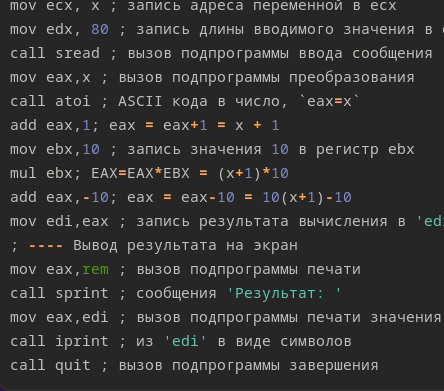 mov ecx, x ; запись адреса переменной в ecx
mov edx, 80 ; запись длины вводимого значения в
call sread ; вызов подпрограммы ввода сообщения
mov eax,x ; вызов подпрограммы преобразования
call atoi ; ASCII кода в число, `eax=x`
add eax,1; eax = eax+1 = x + 1
mov ebx,10 ; запись значения 10 в регистр ebx
mul ebx; EAX=EAX*EBX = (x+1)*10
add eax,-10; eax = eax-10 = 10(x+1)-10
mov edi,eax ; запись результата вычисления в 'edi
; ---- Вывод результата на экран
mov eax,rem ; вызов подпрограммы печати
call sprint ; сообщения 'Результат: '
mov eax,edi ; вызов подпрограммы печати значения
call iprint ; из 'edi' в виде символов
call quit ; вызов подпрограммы завершения